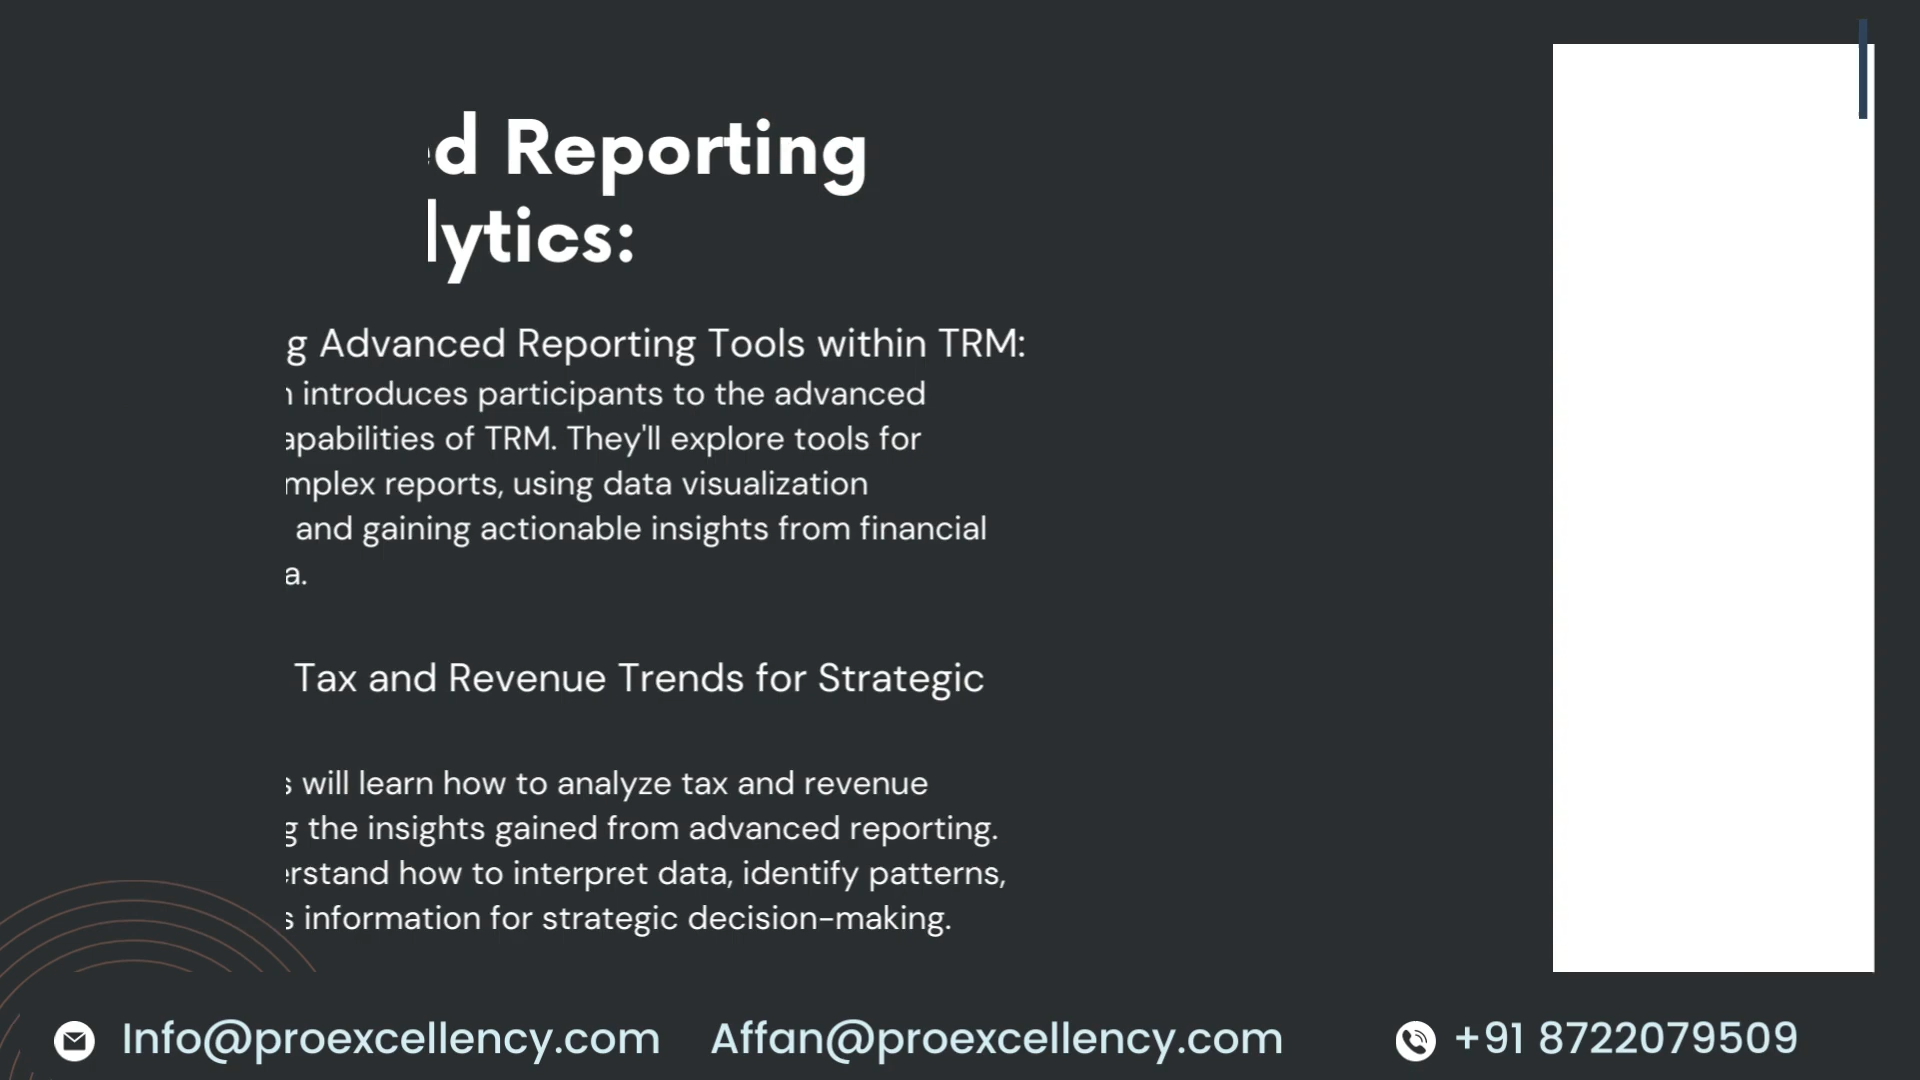 d Reporting
lytics:
g Advanced Reporting Tools within TRM:
introduces participants to the advanced
apabilities of TRM. They'll explore tools for
mplex reports, using data visualization
and gaining actionable insights from financial
a.
Tax and Revenue Trends for Strategic
s will learn how to analyze tax and revenue
g the insights gained from advanced reporting.
erstand how to interpret data, identify patterns,
s information for strategic decision-making.
Info@proexcellency.com Affan@proexcellency.com +91 8722079509